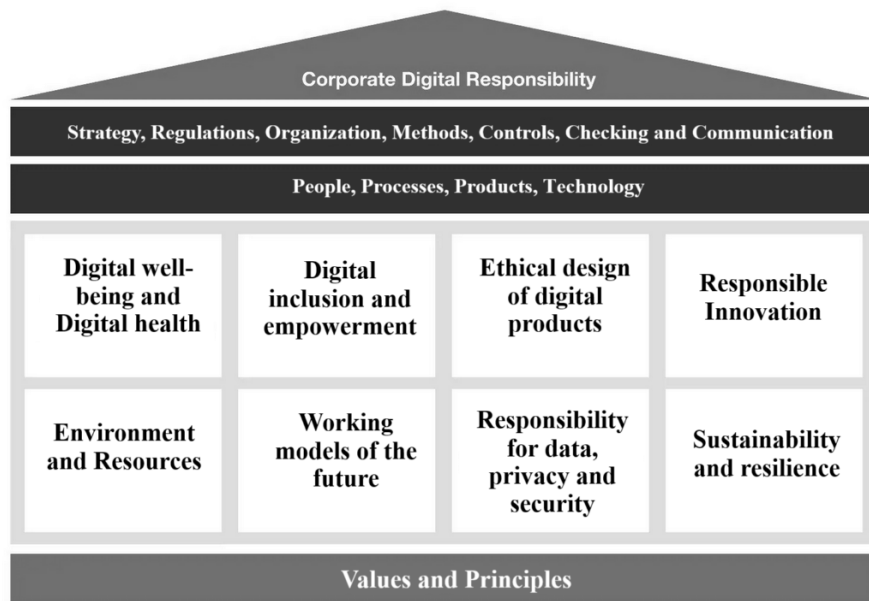 Corporate Digital Responsibility
Strategy, Regulations, Organization, Methods, Controls, Checking and Communication
People, Processes, Products, Technology
Digital well-
being and
Digital health
Digital
inclusion and
empowerment
Ethical design
of digital
products
Responsible
Innovation
Environment
and Resources
Working
models of the
future
Responsibility
for data,
privacy and
security
Sustainability
and resilience
Values and Principles